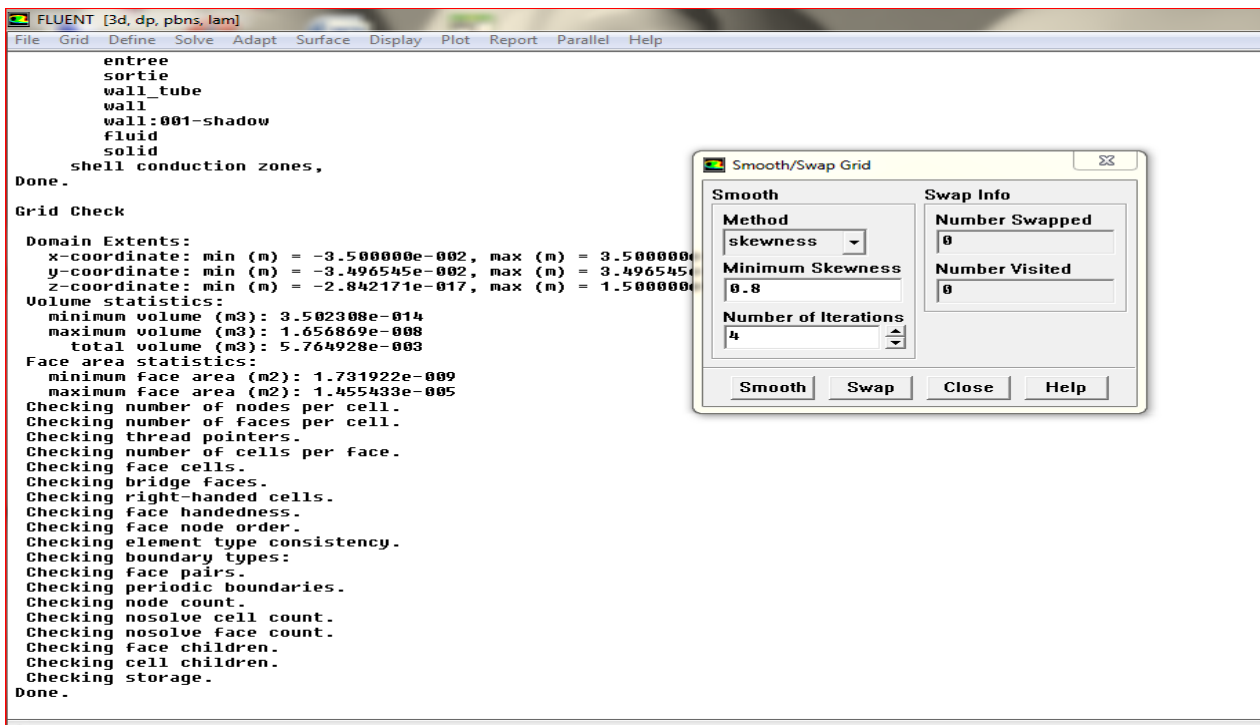 FLUENT [3d, dp, pbns, lam]
File Grid Define Solve Adapt Surface Display Plot Report Parallel Help
entree
sortie
wall_tube
wall
wall:001-shadow
fluid
solid
shell conduction zones,
Done.
Grid Check
Domain Extents:
x-coordinate: min (m) = -3.500000e-002, max (m) = 3.500000
y-coordinate: min (m) = -3.496545e-002, max (m) = 3.496545
z-coordinate: min (m) = -2.842171e-017, max (m) = 1.500000
Volume statistics:
minimum volume (m3): 3.502308e-014
maximum volume (m3): 1.656869e-008
total volume (m3): 5.764928e-003
Face area statistics:
minimum face area (m2): 1.731922e-009
maximum face area (m2): 1.455433e-005
Checking number of nodes per cell.
Checking number of faces per cell.
Checking thread pointers.
Checking number of cells per face.
Checking face cells.
Checking bridge faces.
Checking right-handed cells.
Checking face handedness.
Checking face node order.
Checking element type consistency.
Checking boundary types:
Checking face pairs.
Checking periodic boundaries.
Checking node count.
Checking nosolve cell count.
Checking nosolve face count.
Checking face children.
Checking cell children.
Checking storage.
Done.
Smooth/Swap Grid
Smooth
Method
skewness
Minimum Skewness
0.8
Number of Iterations
4
Swap Info
Number Swapped
0
Number Visited
0
Smooth Swap Close Help